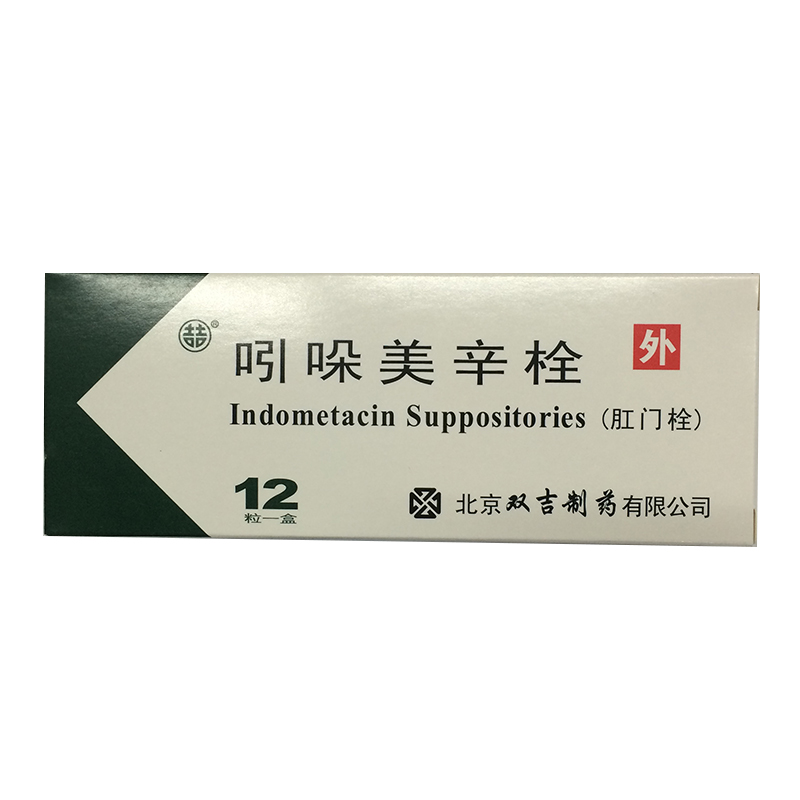 喆®
吲哚美辛栓
外
Indometacin Suppositories (肛门栓)
12
粒一盒
北京双吉制药有限公司